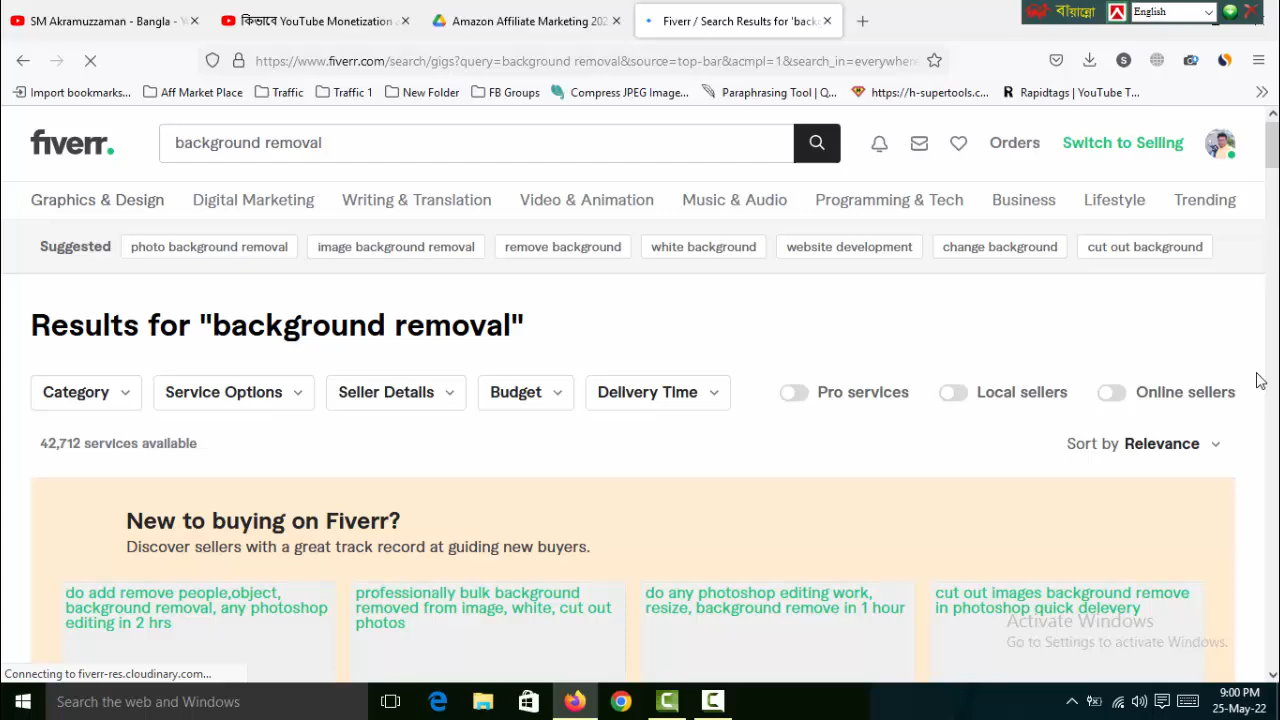 SM Akramuzzaman - Bangla - Y
কিভাবে YouTube Monetization
Amazon Affiliate Marketing 202
Fiverr / Search Results for 'back
বায়ান্নো
English
https://www.fiverr.com/search/gigs?query=background removal&source=top-bar&acmpl=1&search_in=everywhere
Import bookmarks...
Aff Market Place
Traffic
Traffic 1
New Folder
FB Groups
Compress JPEG Image...
Paraphrasing Tool | Q...
https://h-supertools.c...
Rapidtags | YouTube T...
fiverr.
background removal
Orders
Switch to Selling
Graphics & Design
Digital Marketing
Writing & Translation
Video & Animation
Music & Audio
Programming & Tech
Business
Lifestyle
Trending
Suggested
photo background removal
image background removal
remove background
white background
website development
change background
cut out background
Results for "background removal"
Category
Service Options
Seller Details
Budget
Delivery Time
Pro services
Local sellers
Online sellers
42,712 services available
Sort by Relevance
New to buying on Fiverr?
Discover sellers with a great track record at guiding new buyers.
do add remove people,object,
background removal, any photoshop
editing in 2 hrs
professionally bulk background
removed from image, white, cut out
photos
do any photoshop editing work,
resize, background remove in 1 hour
cut out images background remove
in photoshop quick delevery
Activate Windows
Go to Settings to activate Windows.
Connecting to fiverr-res.cloudinary.com...
Search the web and Windows
9:00 PM
25-May-22